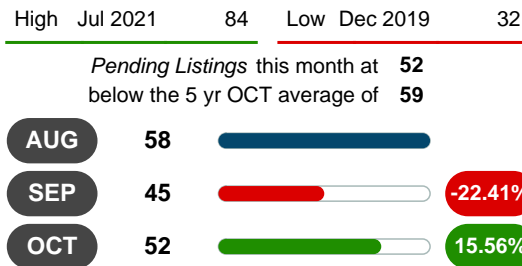 High Jul 2021 84 Low Dec 2019 32
Pending Listings this month at 52
below the 5 yr OCT average of 59
AUG 58
SEP 45 -22.41%
OCT 52 15.56%